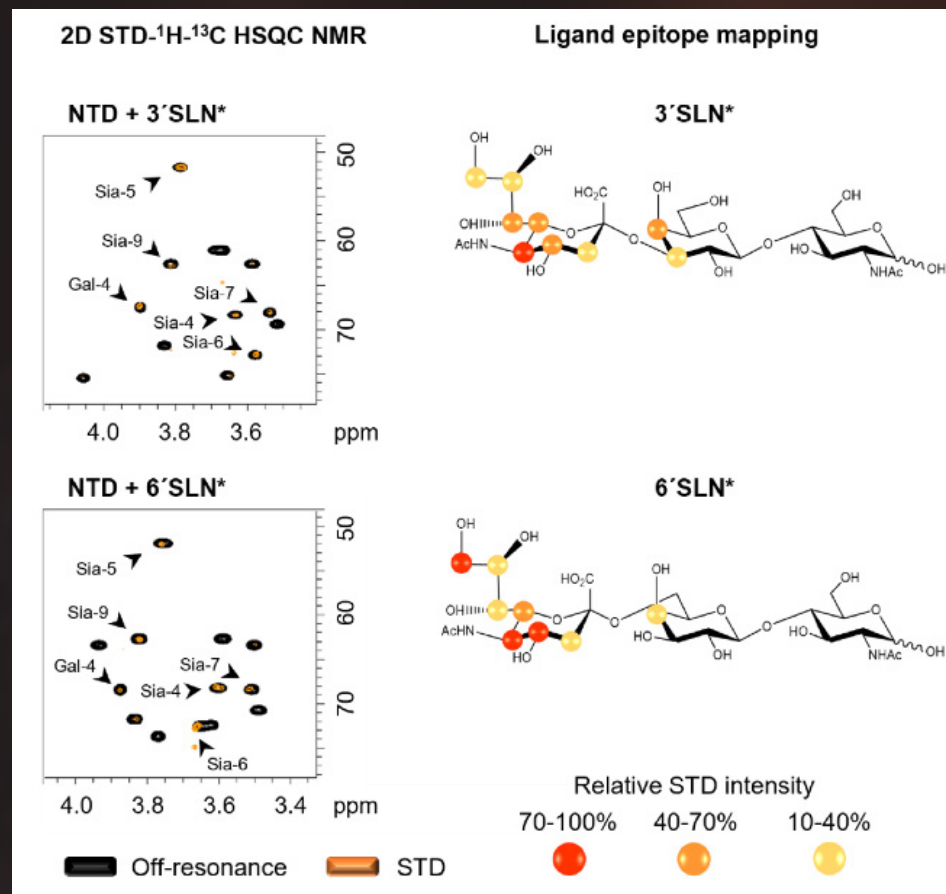 2D STD-¹H-¹³C HSQC NMR
Ligand epitope mapping
NTD + 3´SLN*
Sia-5
Sia-9
Gal-4
Sia-7
Sia-4
Sia-6
50
60
70
4.0 3.8 3.6 ppm
3´SLN*
OH
OH
HO₂C
OH
OH
OH
OH
AcHN
O
O
O
O
O
HO
OH
HO
NHAc
OH
NTD + 6´SLN*
Sia-5
Sia-9
Gal-4
Sia-7
Sia-4
Sia-6
50
60
70
4.0 3.8 3.6 3.4 ppm
6´SLN*
OH
OH
HO₂C
OH
OH
OH
AcHN
O
O
O
O
O
HO
HO
OH
HO
NHAc
OH
Off-resonance STD
Relative STD intensity
70-100% 40-70% 10-40%